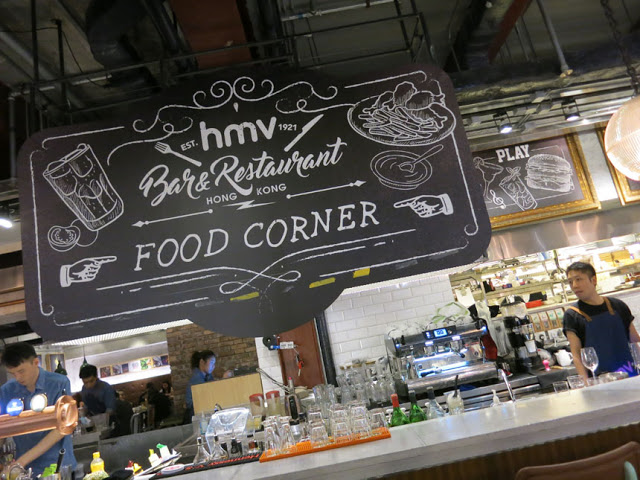 hmv
EST. 1921
Bar & Restaurant
HONG KONG
FOOD CORNER
PLAY